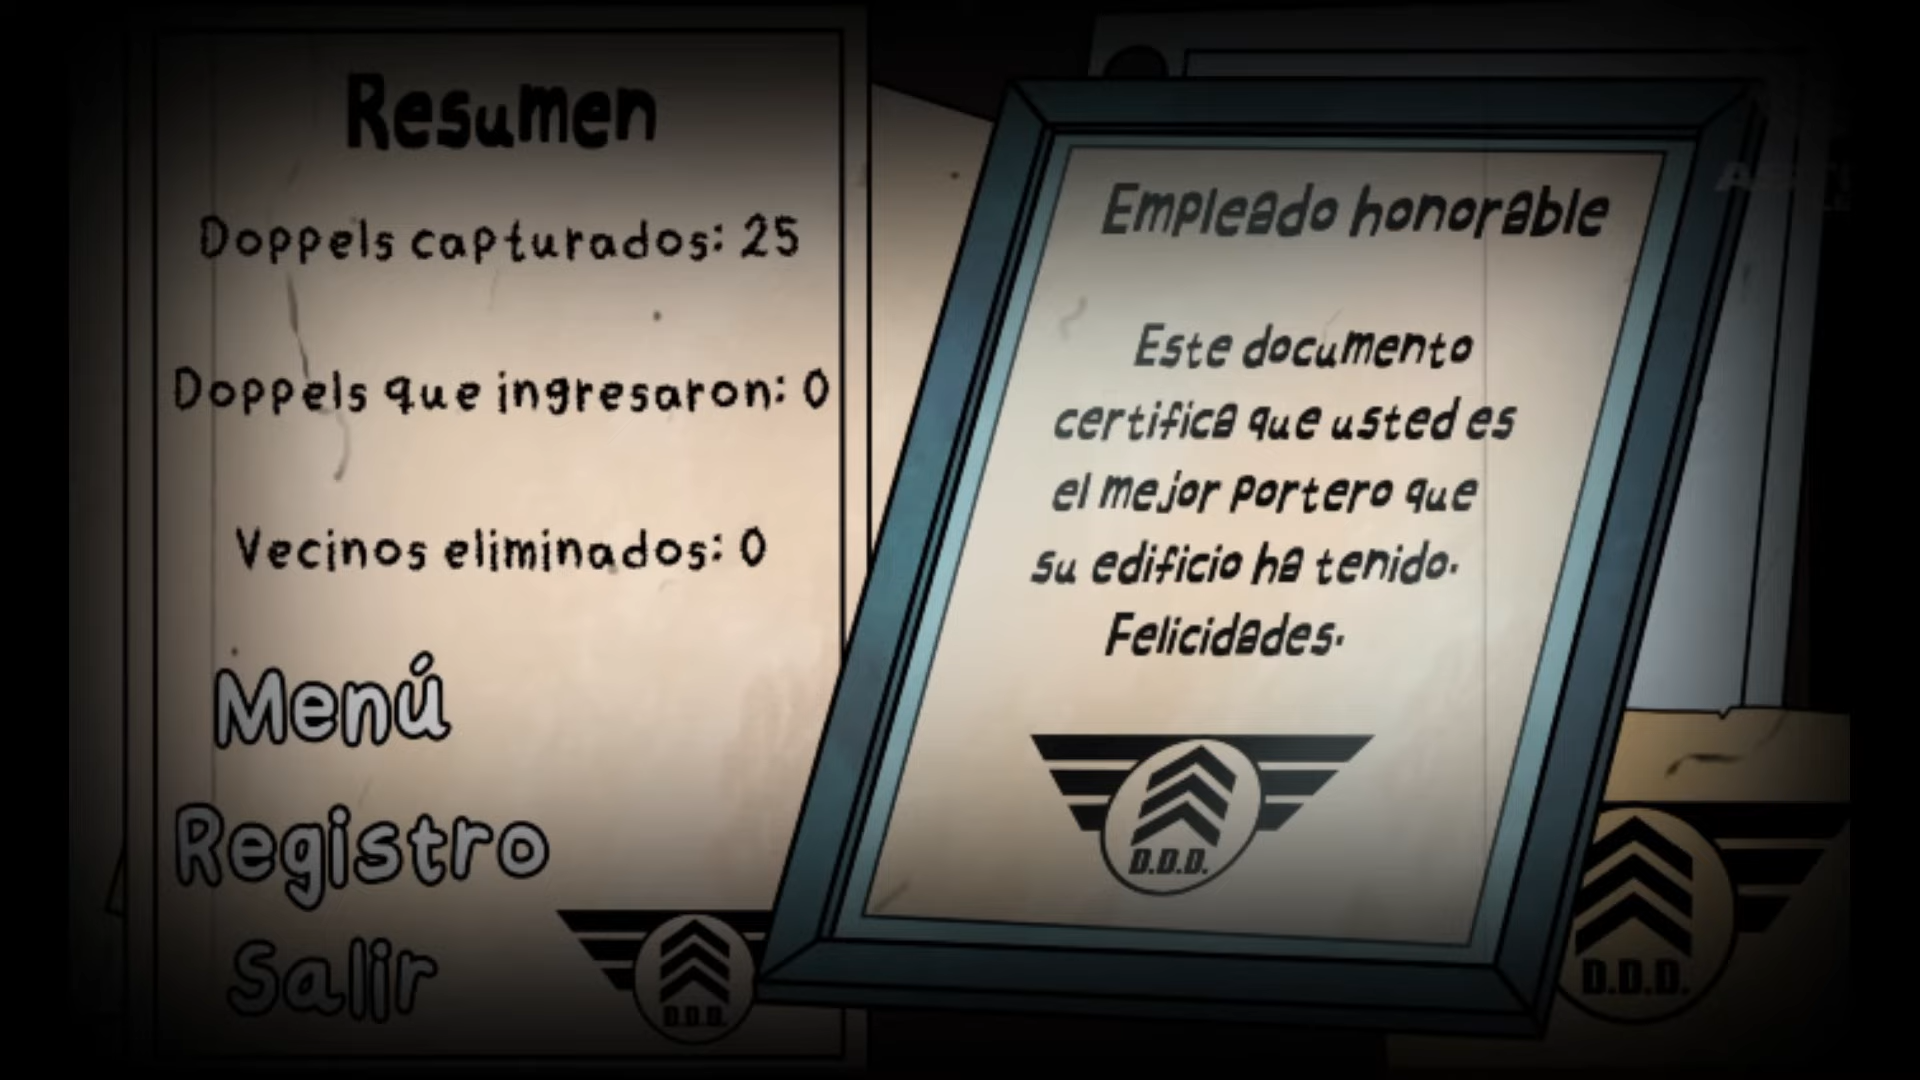 Resumen
Doppels capturados: 25
Doppels que ingresaron: 0
Vecinos eliminados: 0
Menú
Registro
Salir
D.D.D.
Empleado honorable
Este documento
certifica que usted es
el mejor portero que
su edificio ha tenido.
Felicidades.
D.D.D.
D.D.D.